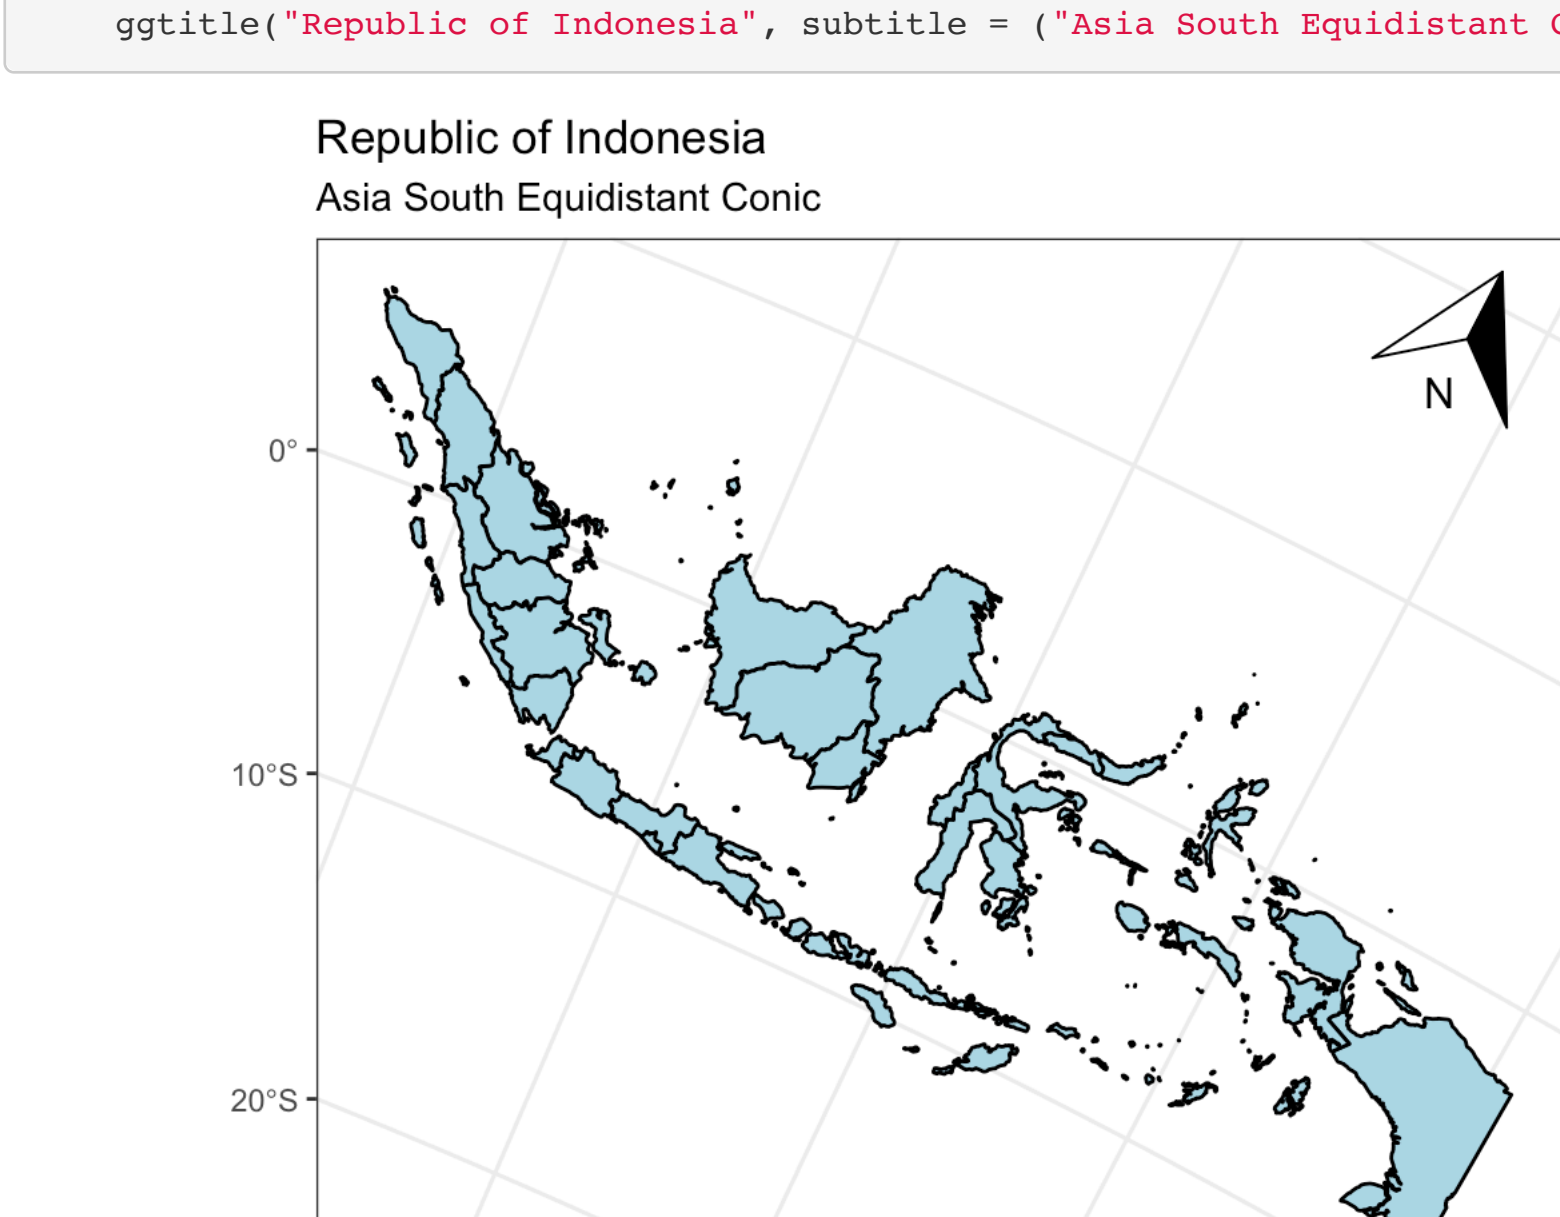 ggtitle("Republic of Indonesia", subtitle = ("Asia South Equidistant
Republic of Indonesia
Asia South Equidistant Conic
N
0°
10°S
20°S